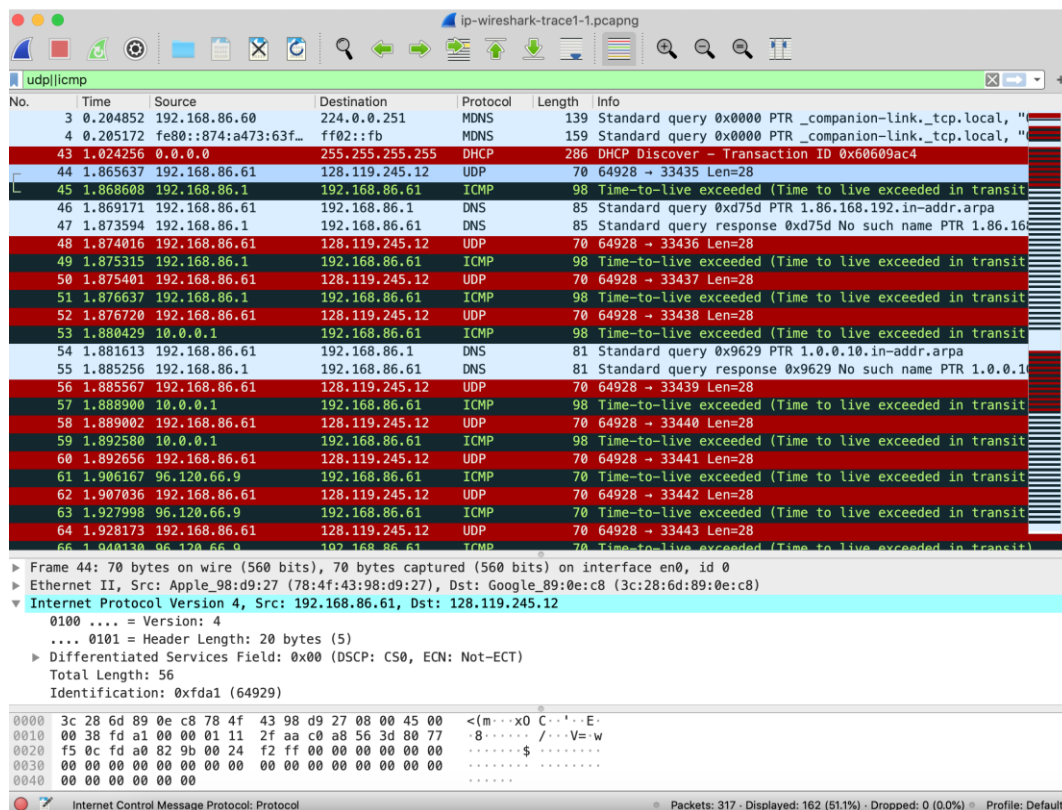 ip-wireshark-trace1-1.pcapng
udp||icmp
No. Time Source Destination Protocol Length Info
3 0.204852 192.168.86.60 224.0.0.251 MDNS 139 Standard query 0x0000 PTR _companion-link._tcp.local, "
4 0.205172 fe80::874:a473:63f… ff02::fb MDNS 159 Standard query 0x0000 PTR _companion-link._tcp.local, "
43 1.024256 0.0.0.0 255.255.255.255 DHCP 286 DHCP Discover - Transaction ID 0x60609ac4
44 1.865637 192.168.86.61 128.119.245.12 UDP 70 64928 → 33435 Len=28
45 1.868608 192.168.86.1 192.168.86.61 ICMP 98 Time-to-live exceeded (Time to live exceeded in transit
46 1.869171 192.168.86.61 192.168.86.1 DNS 85 Standard query 0xd75d PTR 1.86.168.192.in-addr.arpa
47 1.873594 192.168.86.1 192.168.86.61 DNS 85 Standard query response 0xd75d No such name PTR 1.86.16
48 1.874016 192.168.86.61 128.119.245.12 UDP 70 64928 → 33436 Len=28
49 1.875315 192.168.86.1 192.168.86.61 ICMP 98 Time-to-live exceeded (Time to live exceeded in transit
50 1.875401 192.168.86.61 128.119.245.12 UDP 70 64928 → 33437 Len=28
51 1.876637 192.168.86.1 192.168.86.61 ICMP 98 Time-to-live exceeded (Time to live exceeded in transit
52 1.876720 192.168.86.61 128.119.245.12 UDP 70 64928 → 33438 Len=28
53 1.880429 10.0.0.1 192.168.86.61 ICMP 98 Time-to-live exceeded (Time to live exceeded in transit
54 1.881613 192.168.86.61 192.168.86.1 DNS 81 Standard query 0x9629 PTR 1.0.0.10.in-addr.arpa
55 1.885256 192.168.86.1 192.168.86.61 DNS 81 Standard query response 0x9629 No such name PTR 1.0.0.10
56 1.885567 192.168.86.61 128.119.245.12 UDP 70 64928 → 33439 Len=28
57 1.888900 10.0.0.1 192.168.86.61 ICMP 98 Time-to-live exceeded (Time to live exceeded in transit
58 1.889002 192.168.86.61 128.119.245.12 UDP 70 64928 → 33440 Len=28
59 1.892580 10.0.0.1 192.168.86.61 ICMP 98 Time-to-live exceeded (Time to live exceeded in transit
60 1.892656 192.168.86.61 128.119.245.12 UDP 70 64928 → 33441 Len=28
61 1.906167 96.120.66.9 192.168.86.61 ICMP 70 Time-to-live exceeded (Time to live exceeded in transit
62 1.907036 192.168.86.61 128.119.245.12 UDP 70 64928 → 33442 Len=28
63 1.927998 96.120.66.9 192.168.86.61 ICMP 70 Time-to-live exceeded (Time to live exceeded in transit
64 1.928173 192.168.86.61 128.119.245.12 UDP 70 64928 → 33443 Len=28
66 1.940130 96.120.66.9 192.168.86.61 ICMP 70 Time-to-live exceeded (Time to live exceeded in transit)
Frame 44: 70 bytes on wire (560 bits), 70 bytes captured (560 bits) on interface en0, id 0
Ethernet II, Src: Apple_98:d9:27 (78:4f:43:98:d9:27), Dst: Google_89:0e:c8 (3c:28:6d:89:0e:c8)
Internet Protocol Version 4, Src: 192.168.86.61, Dst: 128.119.245.12
0100 .... = Version: 4
.... 0101 = Header Length: 20 bytes (5)
Differentiated Services Field: 0x00 (DSCP: CS0, ECN: Not-ECT)
Total Length: 56
Identification: 0xfda1 (64929)
0000 3c 28 6d 89 0e c8 78 4f 43 98 d9 27 08 00 45 00 <(m···xO C··'··E·
0010 00 38 fd a1 00 00 01 11 2f aa c0 a8 56 3d 80 77 ·8······ /···V=·w
0020 f5 0c fd a0 82 9b 00 24 f2 ff 00 00 00 00 00 00 ·······$ ········
0030 00 00 00 00 00 00 00 00 00 00 00 00 00 00 00 00 ········ ········
0040 00 00 00 00 00 00 ······
Internet Control Message Protocol: Protocol Packets: 317 · Displayed: 162 (51.1%) · Dropped: 0 (0.0%) Profile: Default